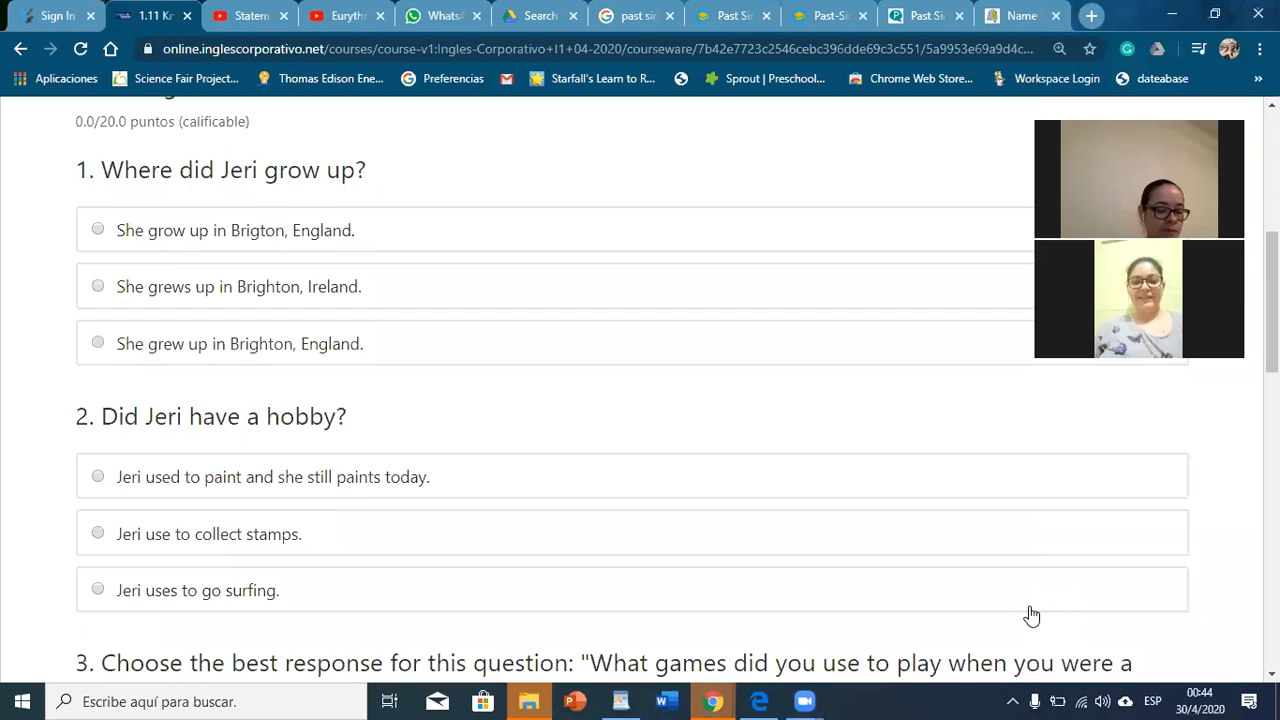 Sign In
1.11 Kr
Statem
Euryth
WhatsA
Search
past sir
Past Sir
Past-Sir
Past Sir
Name
online.inglescorporativo.net/courses/course-v1:Ingles-Corporativo+I1+04-2020/courseware/7b42e7723c2546cebc396dde69c3c551/5a9953e69a9d4c...
Aplicaciones
Science Fair Project...
Thomas Edison Ene...
Preferencias
Starfall's Learn to R...
Sprout | Preschool...
Chrome Web Store...
Workspace Login
dateabase
»
0.0/20.0 puntos (calificable)
1. Where did Jeri grow up?
She grow up in Brigton, England.
She grews up in Brighton, Ireland.
She grew up in Brighton, England.
2. Did Jeri have a hobby?
Jeri used to paint and she still paints today.
Jeri use to collect stamps.
Jeri uses to go surfing.
3. Choose the best response for this question: "What games did you use to play when you were a
Escribe aquí para buscar.
ESP
00:44
30/4/2020